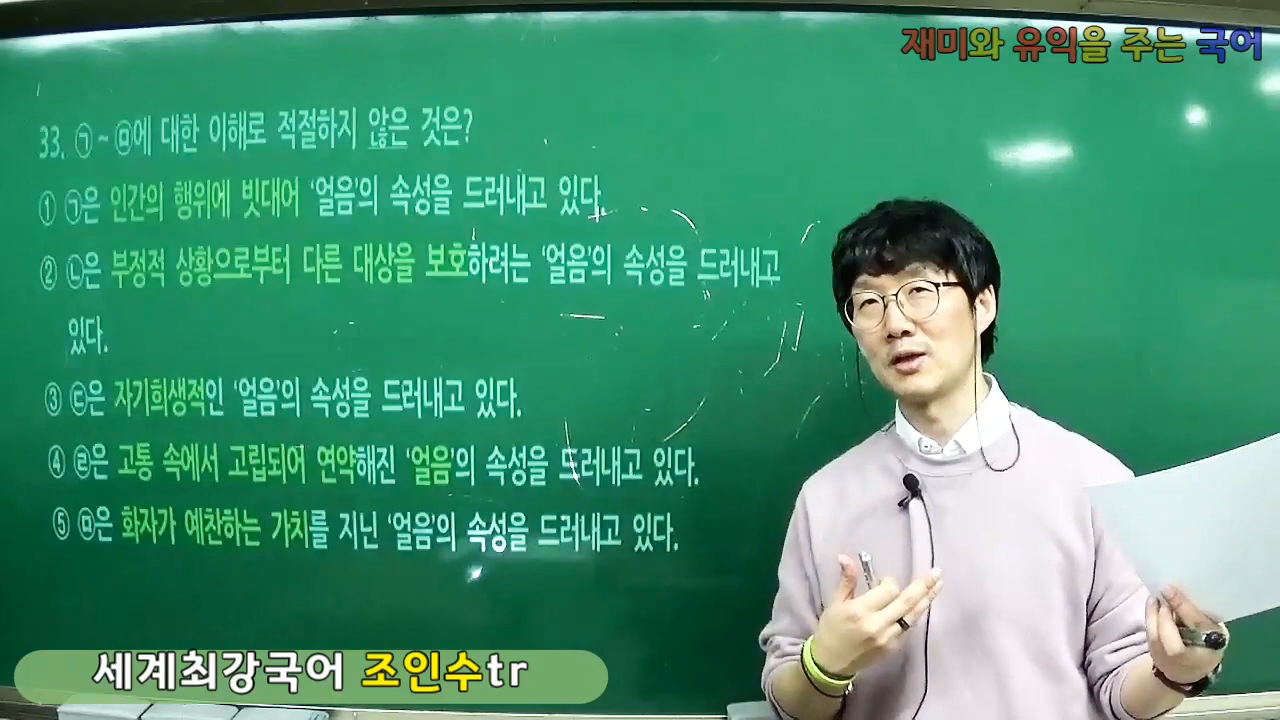 재미와 유익을 주는 국어
33. ㉠~㉤에 대한 이해로 적절하지 않은 것은?
① ㉠은 인간의 행위에 빗대어 ‘얼음’의 속성을 드러내고 있다.
② ㉡은 부정적 상황으로부터 다른 대상을 보호하려는 ‘얼음’의 속성을 드러내고
있다.
③ ㉢은 자기희생적인 ‘얼음’의 속성을 드러내고 있다.
④ ㉣은 고통 속에서 고립되어 연약해진 ‘얼음’의 속성을 드러내고 있다.
⑤ ㉤은 화자가 예찬하는 가치를 지닌 ‘얼음’의 속성을 드러내고 있다.
세계최강국어 조인수tr